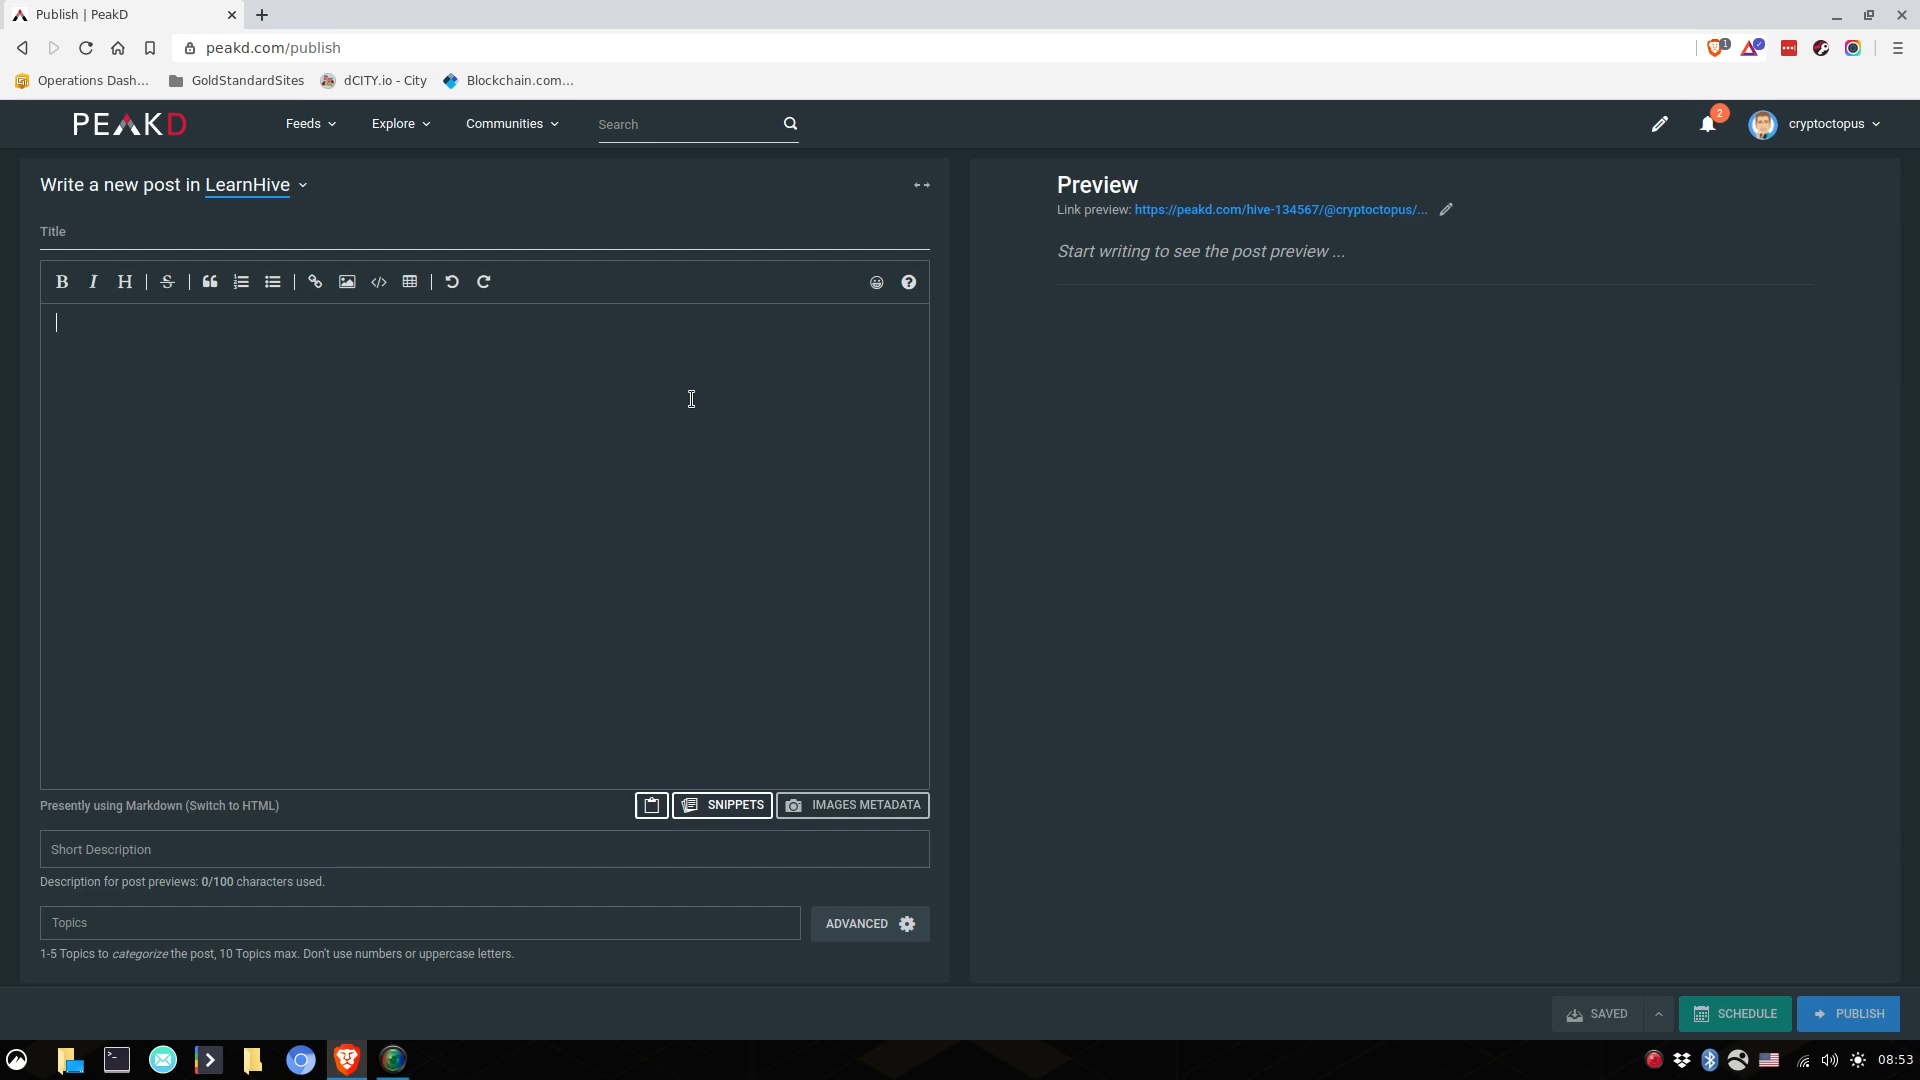 Publish | PeakD
peakd.com/publish
1
Operations Dash...
GoldStandardSites
dCITY.io - City
Blockchain.com...
PEAKD
Feeds
Explore
Communities
Search
2
cryptoctopus
Write a new post in LearnHive
Title
B I H S
Presently using Markdown (Switch to HTML)
SNIPPETS
IMAGES METADATA
Short Description
Description for post previews: 0/100 characters used.
Topics
ADVANCED
1-5 Topics to categorize the post, 10 Topics max. Don't use numbers or uppercase letters.
Preview
Link preview: https://peakd.com/hive-134567/@cryptoctopus/...
Start writing to see the post preview ...
SAVED
SCHEDULE
PUBLISH
08:53